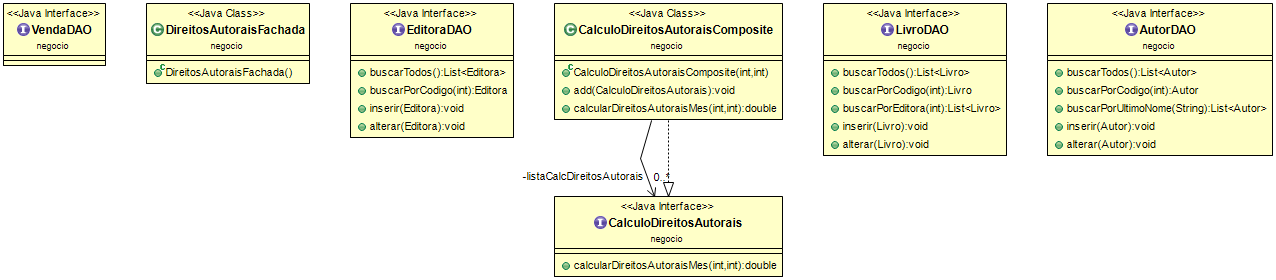 <<Java Interface>>
VendaDAO
negocio
<<Java Class>>
DireitosAutoraisFachada
negocio
DireitosAutoraisFachada()
<<Java Interface>>
EditoraDAO
negocio
buscarTodos():List<Editora>
buscarPorCodigo(int):Editora
inserir(Editora):void
alterar(Editora):void
<<Java Class>>
CalculoDireitosAutoraisComposite
negocio
CalculoDireitosAutoraisComposite(int,int)
add(CalculoDireitosAutorais):void
calcularDireitosAutoraisMes(int,int):double
<<Java Interface>>
LivroDAO
negocio
buscarTodos():List<Livro>
buscarPorCodigo(int):Livro
buscarPorEditora(int):List<Livro>
inserir(Livro):void
alterar(Livro):void
<<Java Interface>>
AutorDAO
negocio
buscarTodos():List<Autor>
buscarPorCodigo(int):Autor
buscarPorUltimoNome(String):List<Autor>
inserir(Autor):void
alterar(Autor):void
-listaCalcDireitosAutorais 0..*
<<Java Interface>>
CalculoDireitosAutorais
negocio
calcularDireitosAutoraisMes(int,int):double